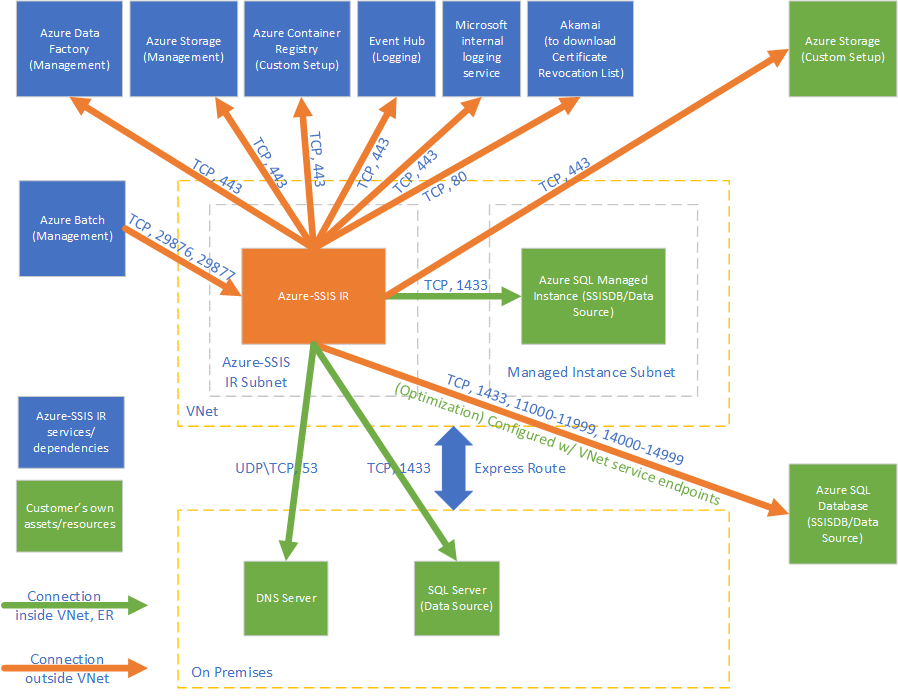 Azure Data
Factory
(Management)
Azure Storage
(Management)
Azure Container
Registry
(Custom Setup)
Event Hub
(Logging)
Microsoft
internal
logging
service
Akamai
(to download
Certificate
Revocation List)
Azure Storage
(Custom Setup)
TCP, 443
TCP, 443
TCP, 443
TCP, 443
TCP, 443
TCP, 80
TCP, 443
Azure Batch
(Management)
TCP, 29876, 29877
Azure-SSIS IR
TCP, 1433
Azure SQL Managed
Instance (SSISDB/Data
Source)
Azure-SSIS
IR Subnet
Managed Instance Subnet
VNet
TCP, 1433, 11000-11999, 14000-14999
(Optimization) Configured w/ VNet service endpoints
Azure-SSIS IR
services/
dependencies
UDP\TCP, 53
TCP, 1433
Express Route
Customer's own
assets/resources
Azure SQL
Database
(SSISDB/Data
Source)
DNS Server
SQL Server
(Data Source)
Connection
inside VNet, ER
Connection
outside VNet
On Premises